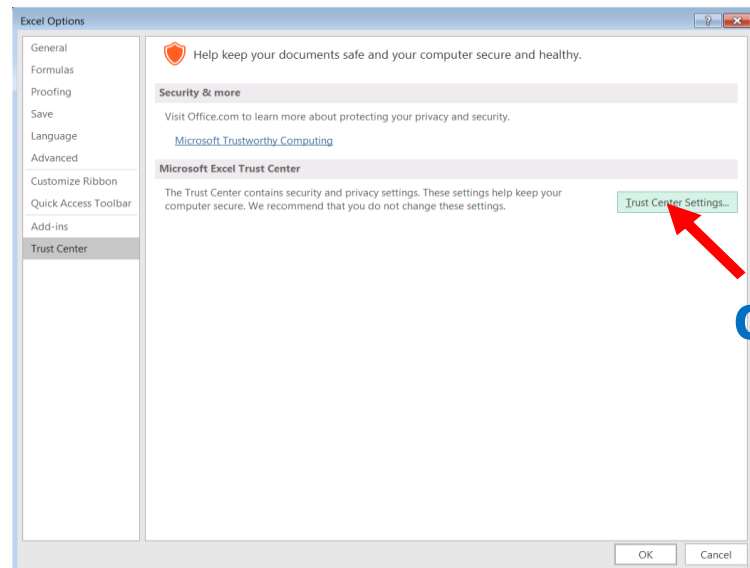 Excel Options
General
Formulas
Proofing
Save
Language
Advanced
Customize Ribbon
Quick Access Toolbar
Add-ins
Trust Center
Help keep your documents safe and your computer secure and healthy.
Security & more
Visit Office.com to learn more about protecting your privacy and security.
Microsoft Trustworthy Computing
Microsoft Excel Trust Center
The Trust Center contains security and privacy settings. These settings help keep your
computer secure. We recommend that you do not change these settings.
Trust Center Settings...
OK
Cancel